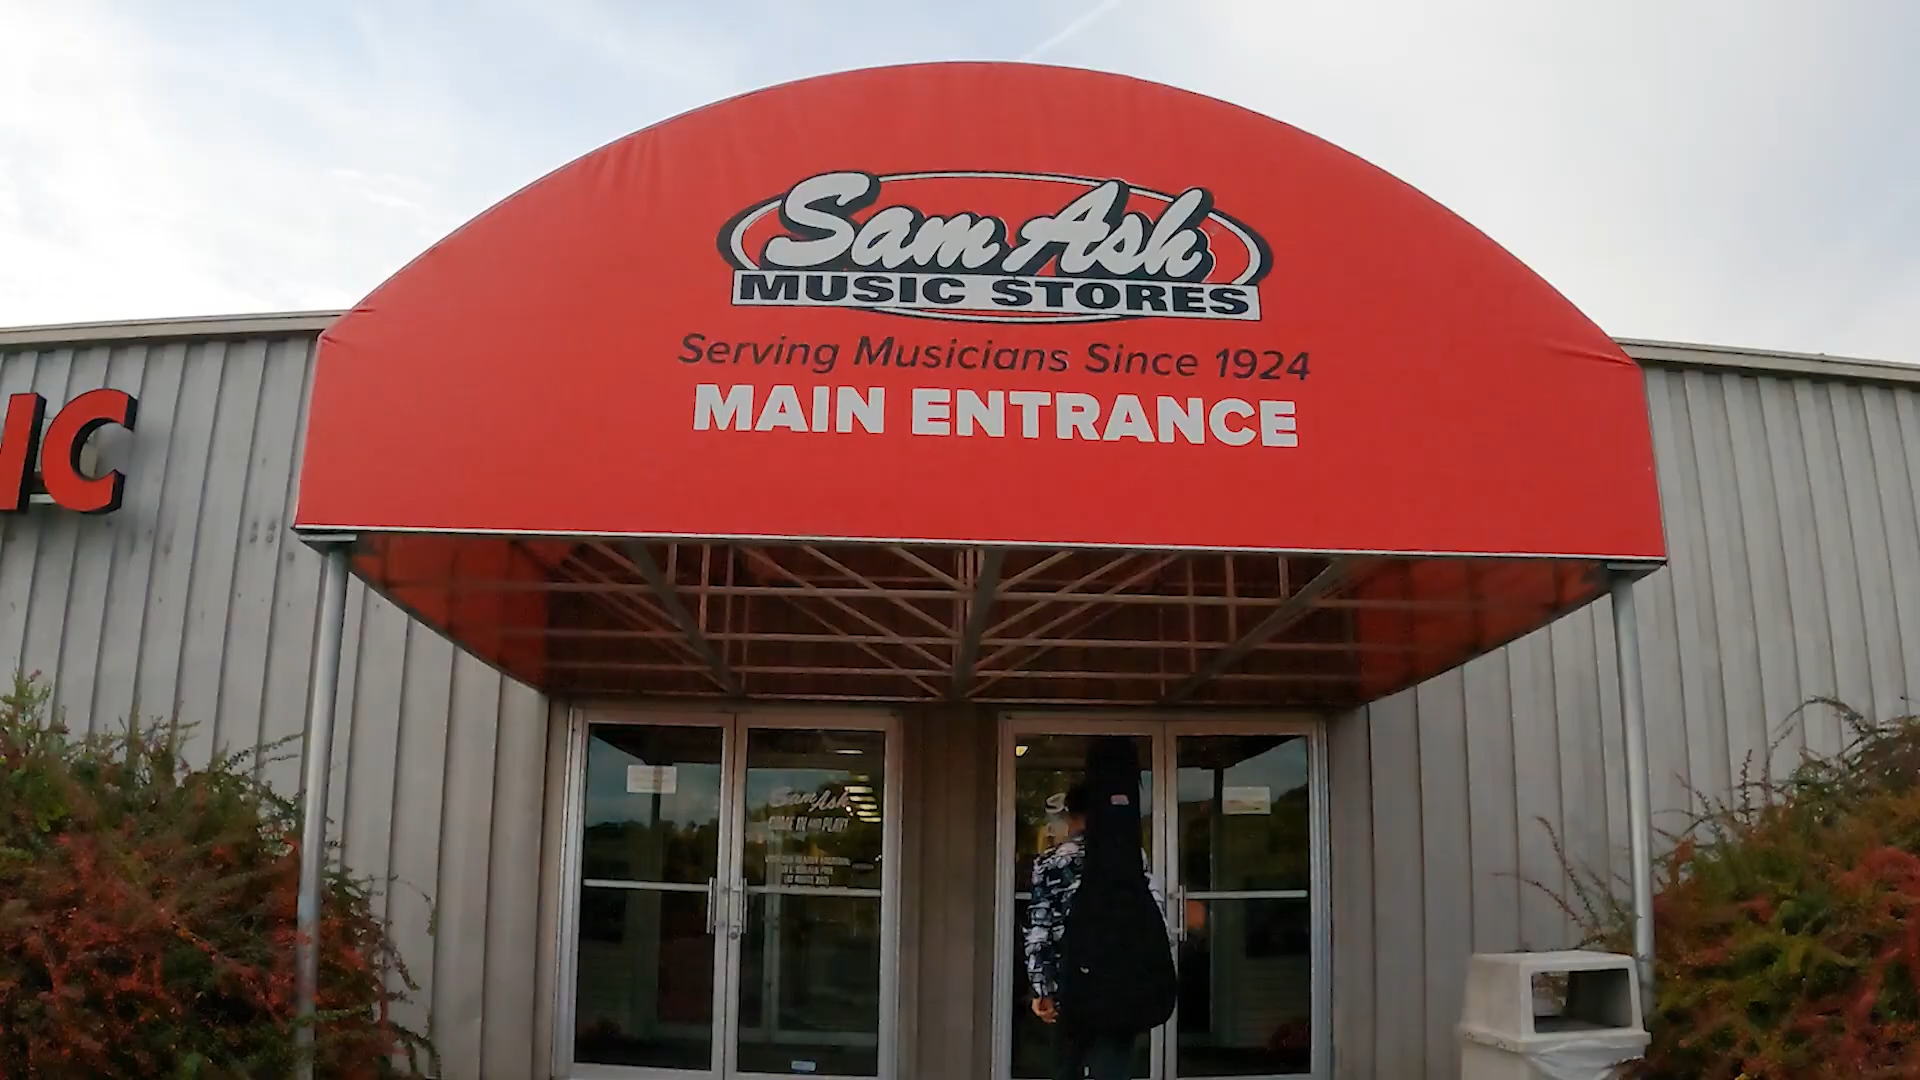 Sam Ash
MUSIC STORES
Serving Musicians Since 1924
MAIN ENTRANCE
IC
Sam Ash
COME IN AND PLAY!
S